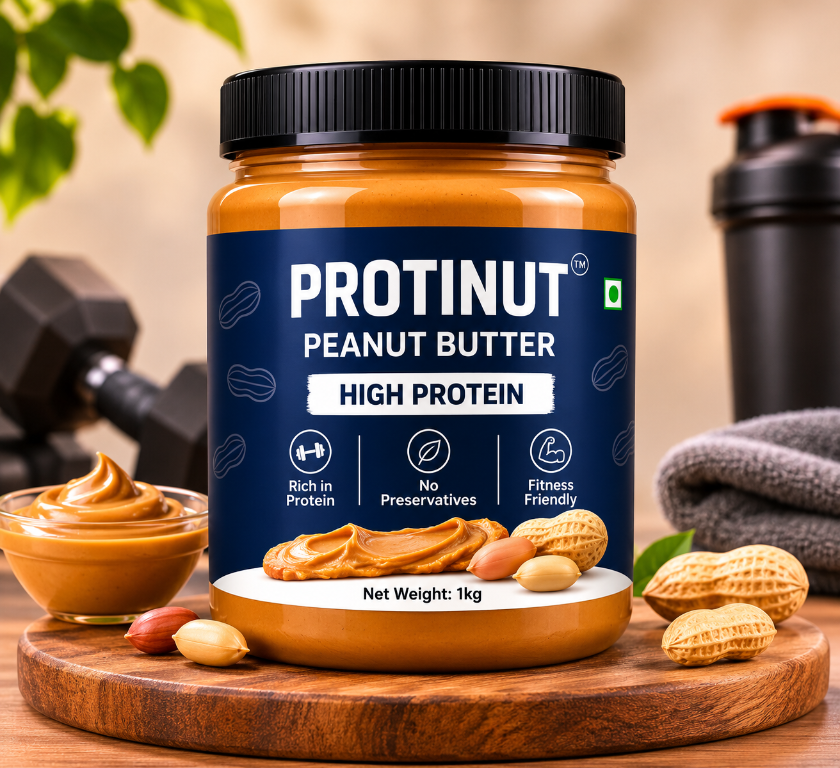 PROTINUT™
PEANUT BUTTER
HIGH PROTEIN
Rich in
Protein
No
Preservatives
Fitness
Friendly
Net Weight: 1kg